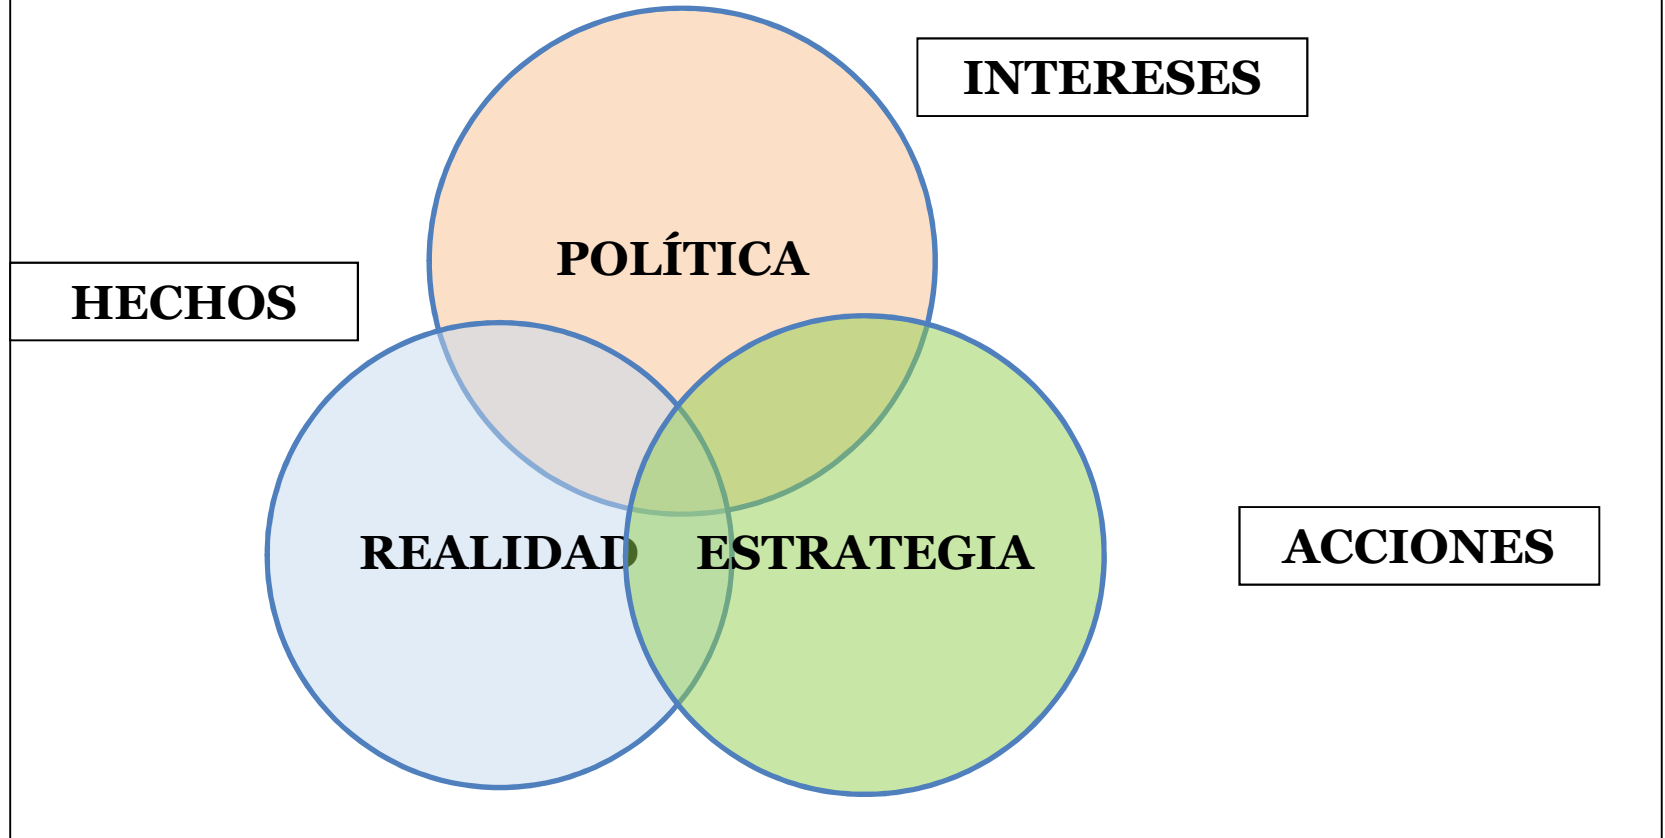 INTERESES
POLÍTICA
HECHOS
REALIDAD
ESTRATEGIA
ACCIONES